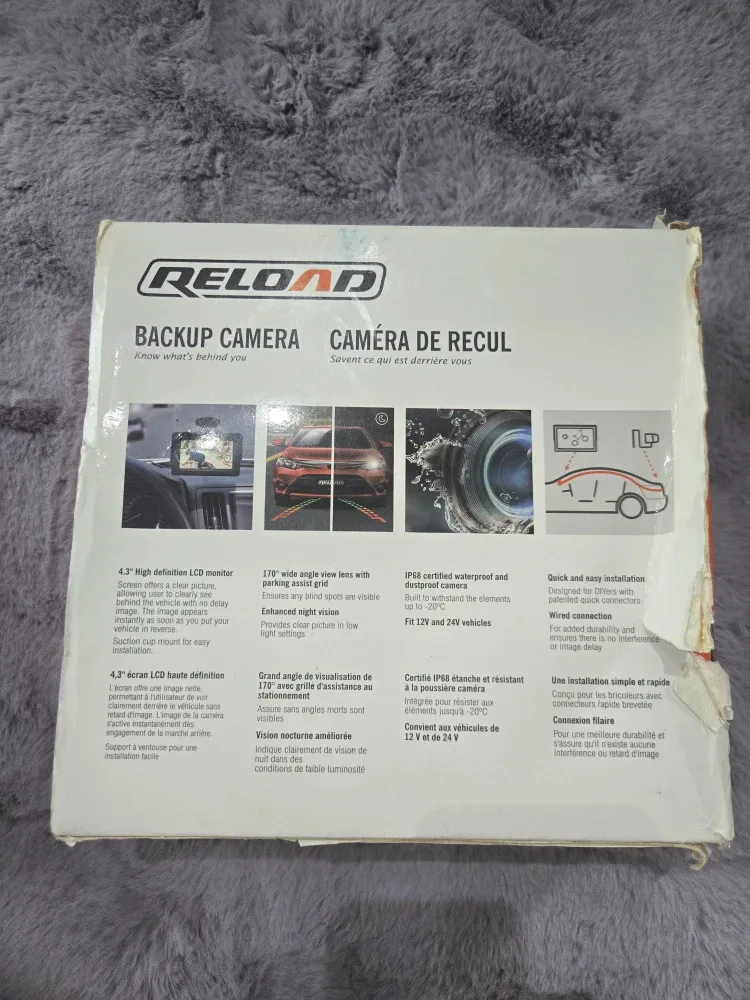 RELOAD
BACKUP CAMERA
Know what's behind you
CAMÉRA DE RECUL
Savent ce qui est derrière vous
RELOAD
4.3" High definition LCD monitor
Screen offers a clear picture,
allowing user to clearly see
behind the vehicle with no delay
image. The image appears
instantly as soon as you put your
vehicle in reverse.
Suction cup mount for easy
installation.
170° wide angle view lens with
parking assist grid
Ensures any blind spots are visible
Enhanced night vision
Provides clear picture in low
light settings
IP68 certified waterproof and
dustproof camera
Built to withstand the elements
up to -20ºC
Fit 12V and 24V vehicles
Quick and easy installation
Designed for DIYers with
patented quick connectors
Wired connection
For added durability and
ensures there is no interference
or image delay
4,3" écran LCD haute définition
L'écran offre une image nette,
permettant à l'utilisateur de voir
clairement derrière le véhicule sans
retard d'image. L'image de la caméra
s'active instantanément dès
engagement de la marche arrière.
Support à ventouse pour une
installation facile
Grand angle de visualisation de
170° avec grille d'assistance au
stationnement
Assure sans angles morts sont
visibles
Vision nocturne améliorée
Indique clairement de vision de
nuit dans des
conditions de faible luminosité
Certifié IP68 étanche et résistant
à la poussière caméra
Intégrée pour résister aux
éléments jusqu'à -20ºC
Convient aux véhicules de
12 V et de 24 V
Une installation simple et rapide
Conçu pour les bricoleurs avec
connecteurs rapids brevetée
Connexion filaire
Pour une meilleure durabilité et
s'assure qu'il n'existe aucune
interférence ou retard d'image